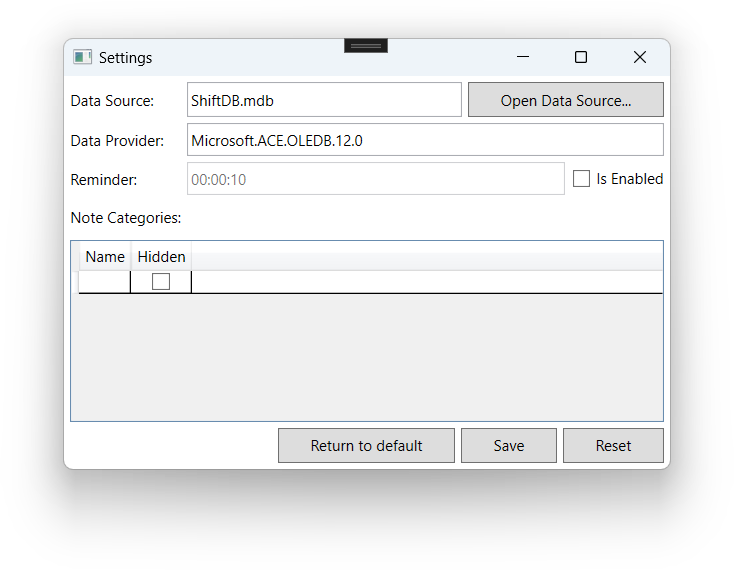 Settings
Data Source: ShiftDB.mdb Open Data Source...
Data Provider: Microsoft.ACE.OLEDB.12.0
Reminder: 00:00:10 Is Enabled
Note Categories:
Name Hidden
Return to default Save Reset